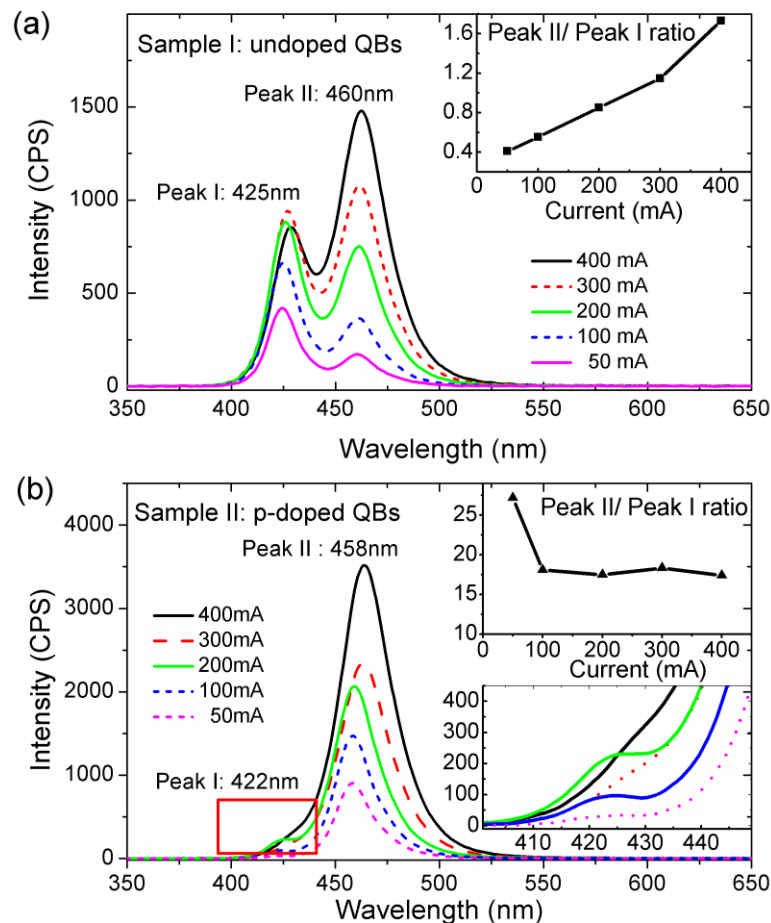 (a)
Sample I: undoped QBs
Peak II: 460nm
Peak I: 425nm
Intensity (CPS)
1500
1000
500
0
350 400 450 500 550 600 650
Wavelength (nm)
Peak II/ Peak I ratio
1.6
1.2
0.8
0.4
0 100 200 300 400
Current (mA)
400 mA
300 mA
200 mA
100 mA
50 mA
(b)
Sample II: p-doped QBs
Peak II : 458nm
400mA
300mA
200mA
100mA
50mA
Peak I: 422nm
Intensity (CPS)
4000
3000
2000
1000
0
350 400 450 500 550 600 650
Wavelength (nm)
Peak II/ Peak I ratio
25
20
15
10
0 100 200 300 400
Current (mA)
400
300
200
100
0
410 420 430 440